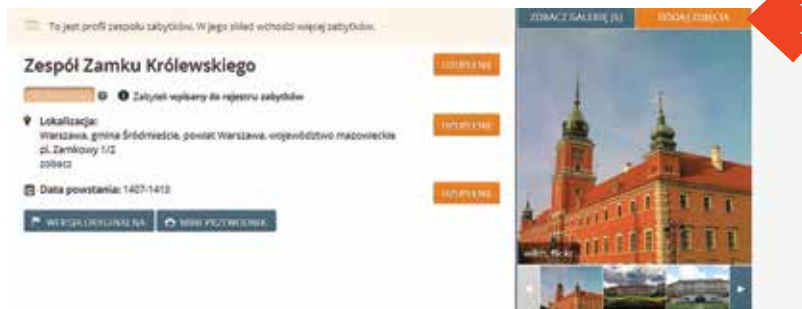 To jest profil zespołu zabytków. W jego skład wchodzi więcej zabytków.
Zespół Zamku Królewskiego
UZUPEŁNIJ
Zabytek wpisany do rejestru zabytków
Lokalizacja:
Warszawa, gmina Śródmieście, powiat Warszawa, województwo mazowieckie
pl. Zamkowy 1/2
zobacz
UZUPEŁNIJ
Data powstania: 1407-1413
UZUPEŁNIJ
WERSJA ORYGINALNA
MINI PRZEWODNIK
ZOBACZ GALERIĘ (5)
DODAJ ZDJĘCIA
flickr